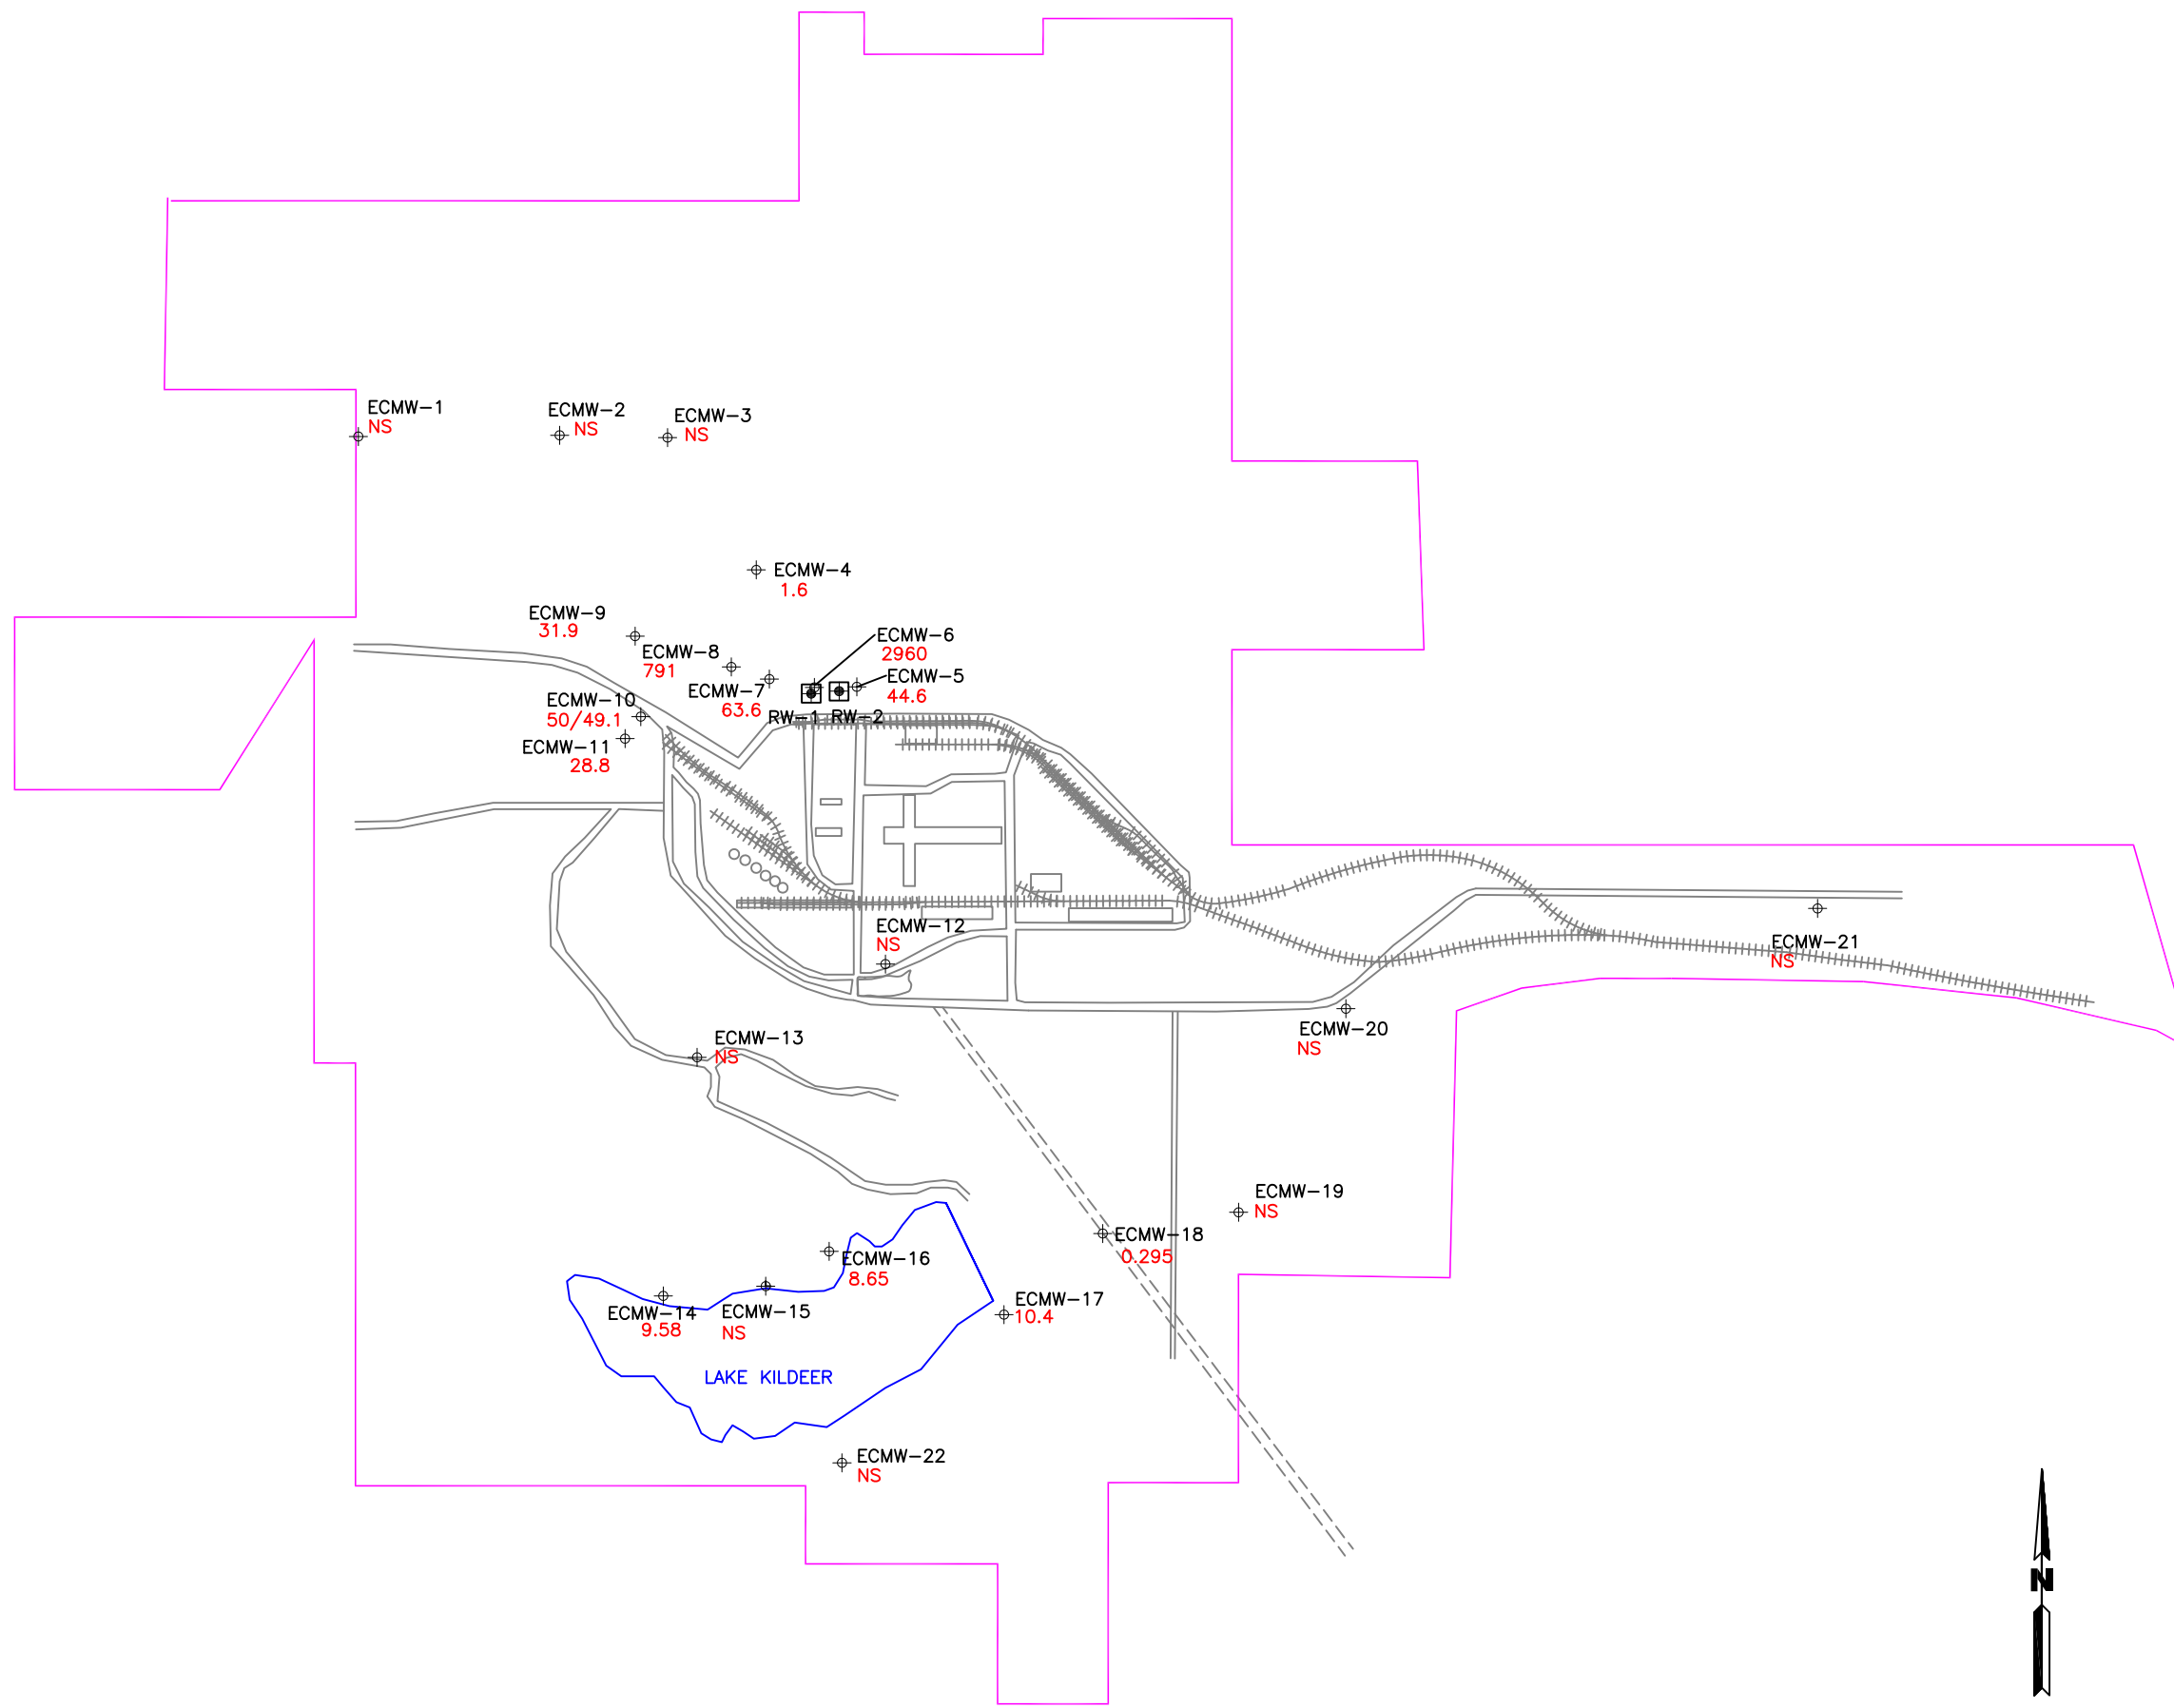 ECMW-1
NS
ECMW-2
NS
ECMW-3
NS
ECMW-4
1.6
ECMW-9
31.9
ECMW-6
2960
ECMW-8
791
ECMW-5
44.6
ECMW-7
63.6
ECMW-10
50/49.1
RW-1
RW-2
ECMW-11
28.8
ECMW-12
NS
ECMW-21
NS
ECMW-20
NS
ECMW-13
NS
ECMW-19
NS
ECMW-18
0.295
ECMW-16
8.65
ECMW-17
10.4
ECMW-14
9.58
ECMW-15
NS
LAKE KILDEER
ECMW-22
NS
N